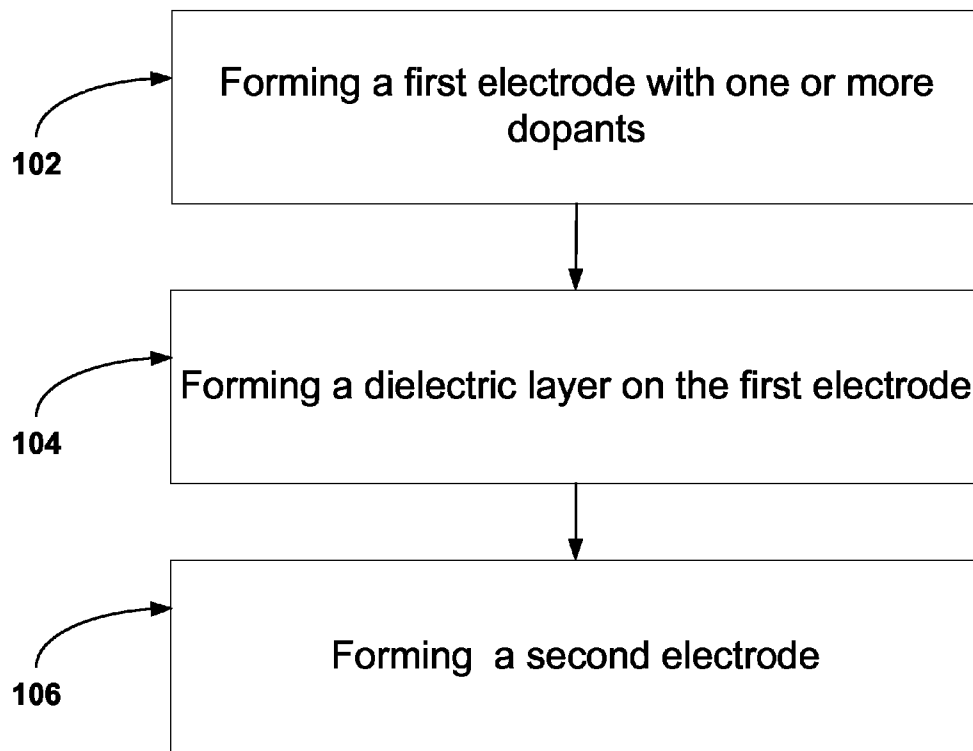 Forming a first electrode with one or more
dopants
102
Forming a dielectric layer on the first electrode
104
Forming a second electrode
106